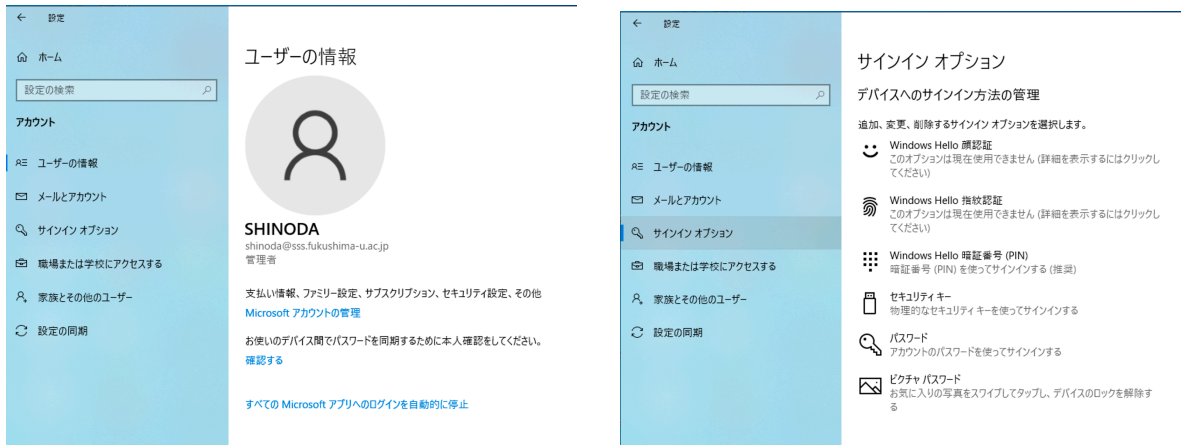 設定
ホーム
設定の検索
アカウント
ユーザーの情報
メールとアカウント
サインイン オプション
職場または学校にアクセスする
家族とその他のユーザー
設定の同期
ユーザーの情報
SHINODA
shinoda@sss.fukushima-u.ac.jp
管理者
支払い情報、ファミリー設定、サブスクリプション、セキュリティ設定、その他
Microsoft アカウントの管理
お使いのデバイス間でパスワードを同期するために本人確認をしてください。
確認する
すべての Microsoft アプリへのログインを自動的に停止
設定
ホーム
設定の検索
アカウント
ユーザーの情報
メールとアカウント
サインイン オプション
職場または学校にアクセスする
家族とその他のユーザー
設定の同期
サインイン オプション
デバイスへのサインイン方法の管理
追加、変更、削除するサインイン オプションを選択します。
Windows Hello 顔認証
このオプションは現在使用できません (詳細を表示するにはクリックし
てください)
Windows Hello 指紋認証
このオプションは現在使用できません (詳細を表示するにはクリックし
てください)
Windows Hello 暗証番号 (PIN)
暗証番号 (PIN) を使ってサインインする (推奨)
セキュリティ キー
物理的なセキュリティ キーを使ってサインインする
パスワード
アカウントのパスワードを使ってサインインする
ピクチャ パスワード
お気に入りの写真をスワイプしてタップし、デバイスのロックを解除す
る